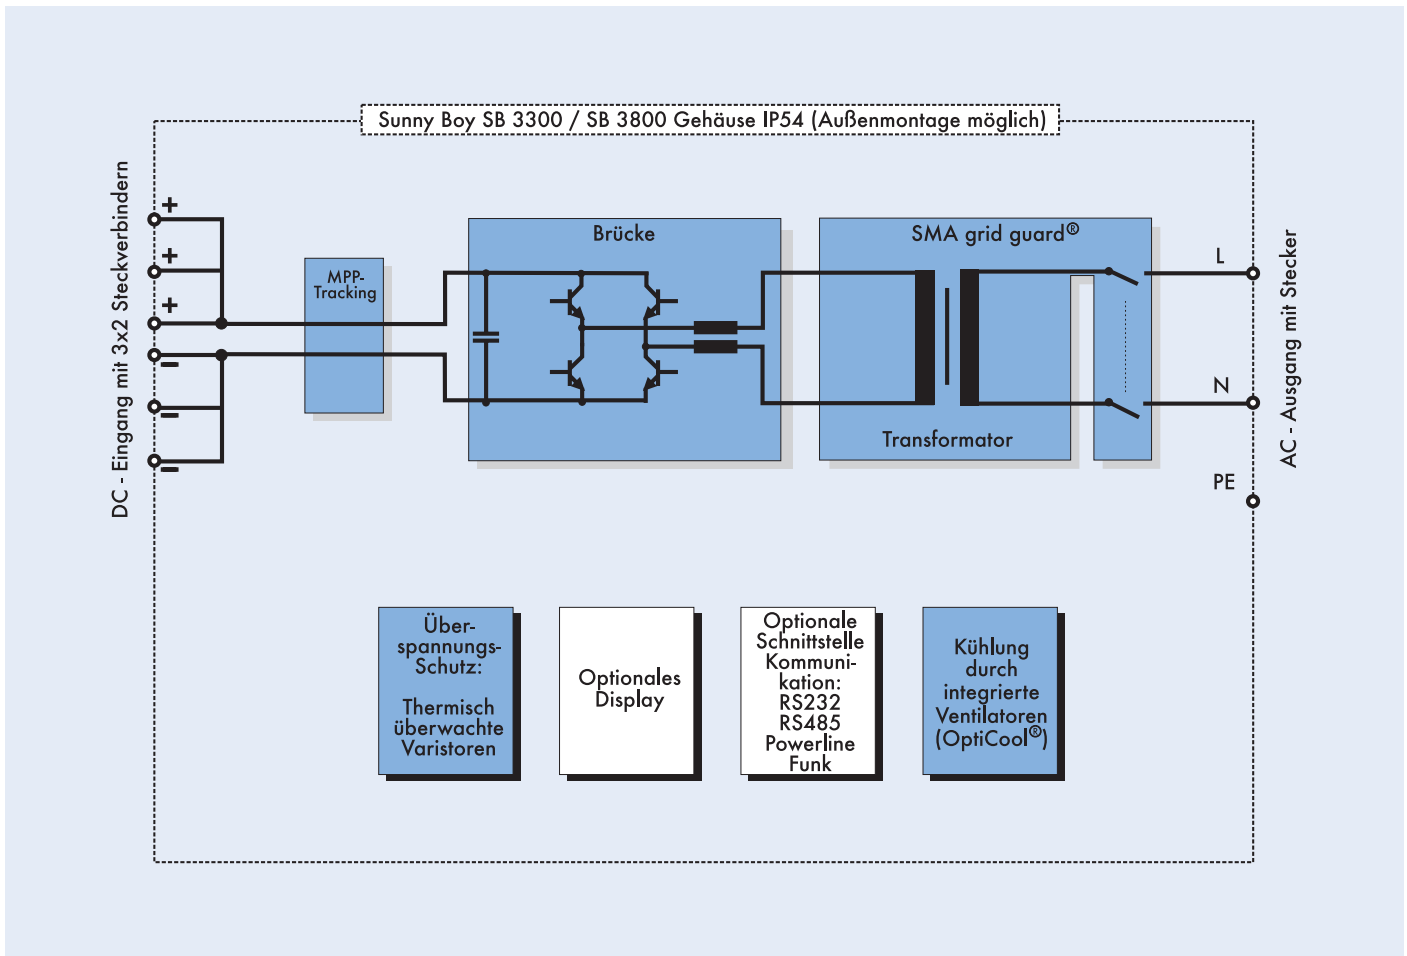 Sunny Boy SB 3300 / SB 3800 Gehäuse IP54 (Außenmontage möglich)
DC - Eingang mit 3x2 Steckverbindern
+
+
+
−
−
−
MPP-
Tracking
Brücke
SMA grid guard®
Transformator
L
N
PE
AC - Ausgang mit Stecker
Über-
spannungs-
Schutz:
Thermisch
überwachte
Varistoren
Optionales
Display
Optionale
Schnittstelle
Kommuni-
kation:
RS232
RS485
Powerline
Funk
Kühlung
durch
integrierte
Ventilatoren
(OptiCool®)